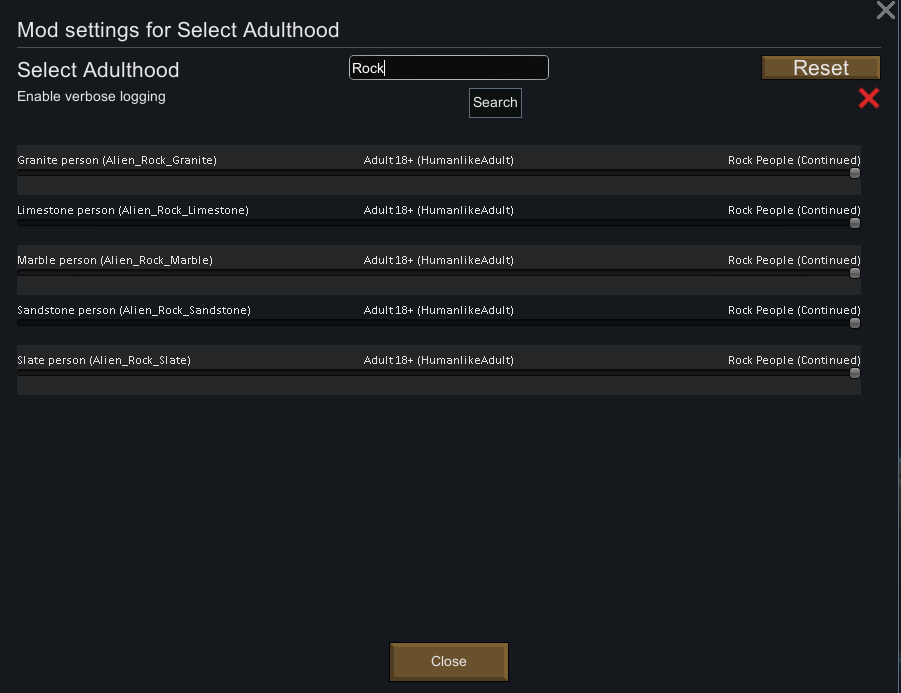 Mod settings for Select Adulthood
Select Adulthood
Rock
Reset
Enable verbose logging
Search
Granite person (Alien_Rock_Granite) Adult 18+ (HumanlikeAdult) Rock People (Continued)
Limestone person (Alien_Rock_Limestone) Adult 18+ (HumanlikeAdult) Rock People (Continued)
Marble person (Alien_Rock_Marble) Adult 18+ (HumanlikeAdult) Rock People (Continued)
Sandstone person (Alien_Rock_Sandstone) Adult 18+ (HumanlikeAdult) Rock People (Continued)
Slate person (Alien_Rock_Slate) Adult 18+ (HumanlikeAdult) Rock People (Continued)
Close